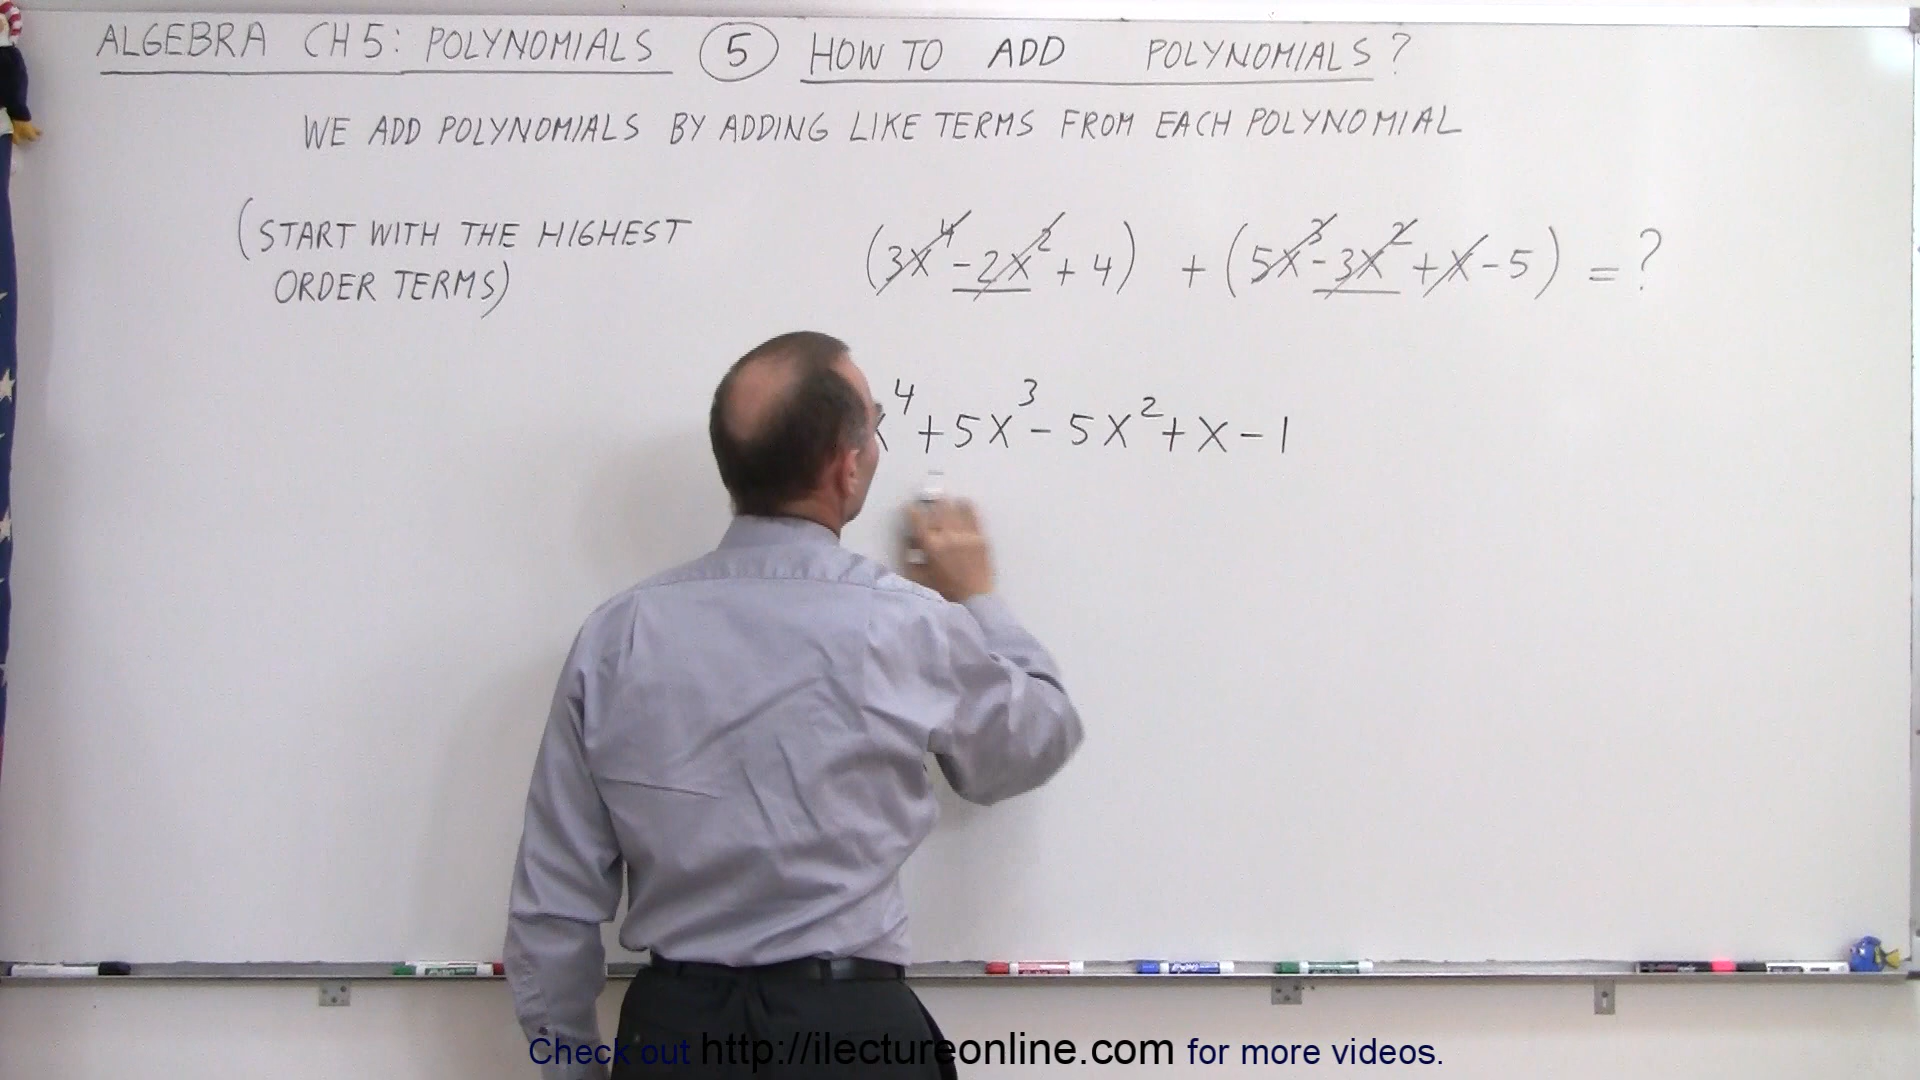 ALGEBRA CH 5: POLYNOMIALS (5) HOW TO ADD POLYNOMIALS?
WE ADD POLYNOMIALS BY ADDING LIKE TERMS FROM EACH POLYNOMIAL
(START WITH THE HIGHEST
ORDER TERMS)
(3x⁴ - 2x² + 4) + (5x³ - 3x² + x - 5) = ?
x⁴ + 5x³ - 5x² + x - 1
Check out http://ilectureonline.com for more videos.